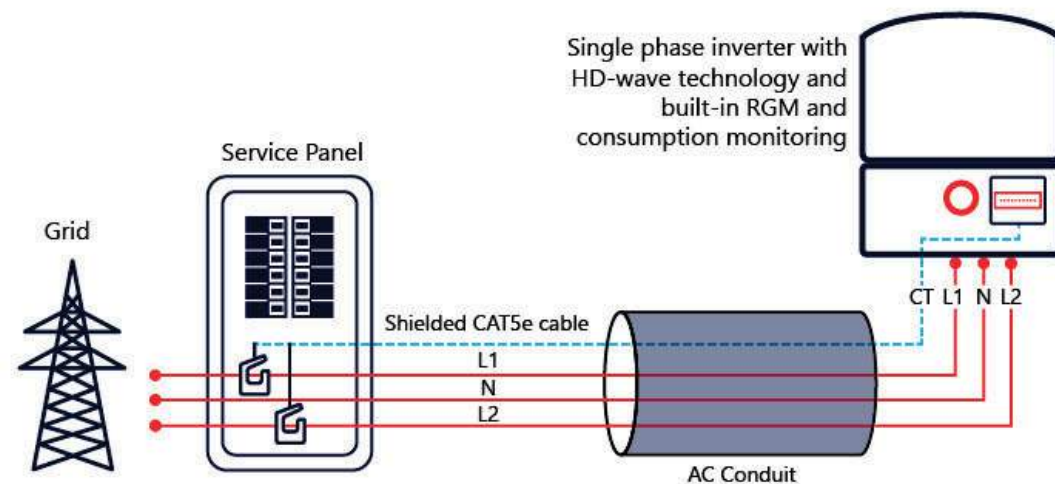 Single phase inverter with
HD-wave technology and
built-in RGM and
consumption monitoring
Service Panel
Grid
CT L1 N L2
Shielded CAT5e cable
L1
N
L2
AC Conduit